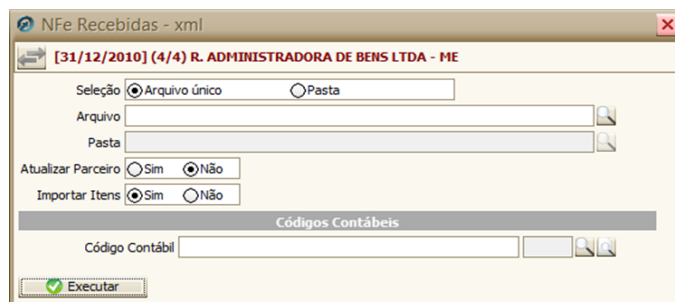 NFe Recebidas - xml
[31/12/2010] (4/4) R. ADMINISTRADORA DE BENS LTDA - ME
Seleção Arquivo único Pasta
Arquivo
Pasta
Atualizar Parceiro Sim Não
Importar Itens Sim Não
Códigos Contábeis
Código Contábil
Executar